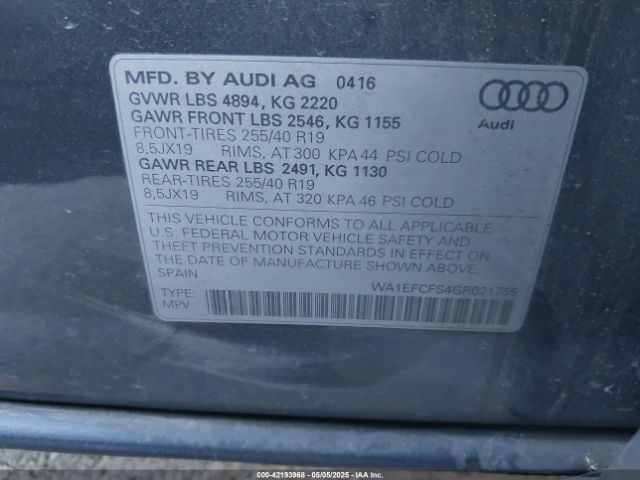 MFD. BY AUDI AG 0416
GVWR LBS 4894, KG 2220
GAWR FRONT LBS 2546, KG 1155
FRONT-TIRES 255/40 R19
8,5JX19 RIMS, AT 300 KPA 44 PSI COLD
GAWR REAR LBS 2491, KG 1130
REAR-TIRES 255/40 R19
8,5JX19 RIMS, AT 320 KPA 46 PSI COLD
Audi
THIS VEHICLE CONFORMS TO ALL APPLICABLE
U.S. FEDERAL MOTOR VEHICLE SAFETY AND
THEFT PREVENTION STANDARDS IN EFFECT ON
THE DATE OF MANUFACTURE SHOWN ABOVE.
SPAIN
WA1EFCFS4GR021755
TYPE:
MPV
000-42193968 - 05/05/2025 - IAAI.COM